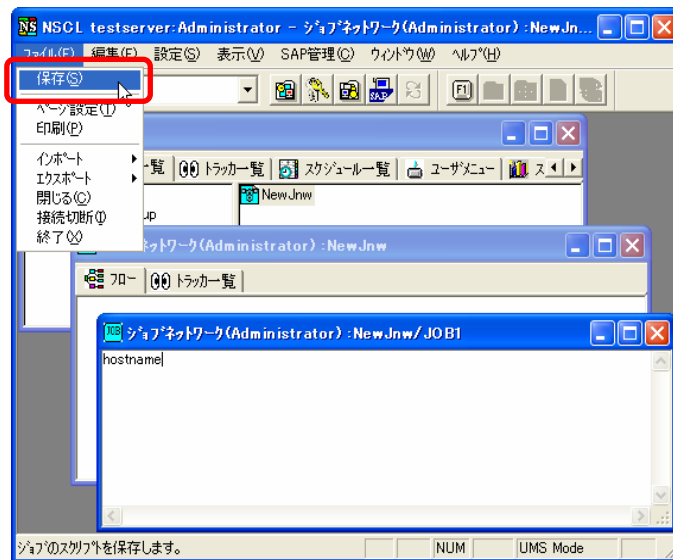 NS NSCL testserver:Administrator - ｼﾞｮﾌﾞﾈｯﾄﾜｰｸ(Administrator) :NewJn...
ﾌｧｲﾙ(F) 編集(E) 設定(S) 表示(V) SAP管理(C) ｳｨﾝﾄﾞｳ(W) ﾍﾙﾌﾟ(H)
保存(S)
ﾍﾟｰｼﾞ設定(T)
印刷(P)
ｲﾝﾎﾟｰﾄ
ｴｸｽﾎﾟｰﾄ
閉じる(C)
接続切断(I)
終了(X)
SAP
F1
覧
ﾄﾗｯｶｰ一覧
ｽｹｼﾞｭｰﾙ一覧
ﾕｰｻﾞﾒﾆｭｰ
ｽ
NewJnw
up
ﾈｯﾄﾜｰｸ(Administrator) :NewJnw
ﾌﾛｰ
ﾄﾗｯｶｰ一覧
JOB ｼﾞｮﾌﾞﾈｯﾄﾜｰｸ(Administrator) :NewJnw/JOB1
hostname
ｼﾞｮﾌﾞのｽｸﾘﾌﾟﾄを保存します。
NUM
UMS Mode